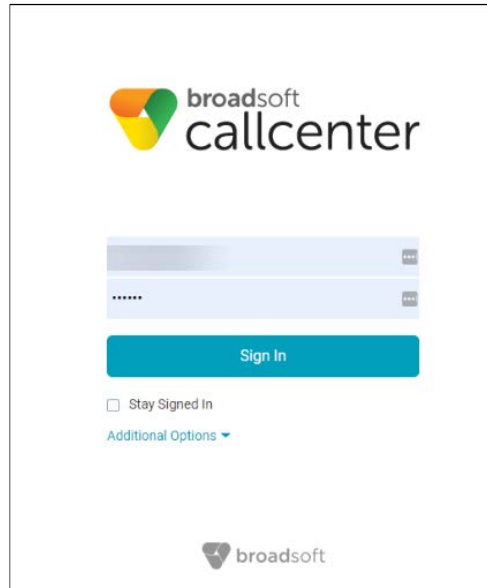 broadsoft
callcenter
••••••
Sign In
Stay Signed In
Additional Options
broadsoft